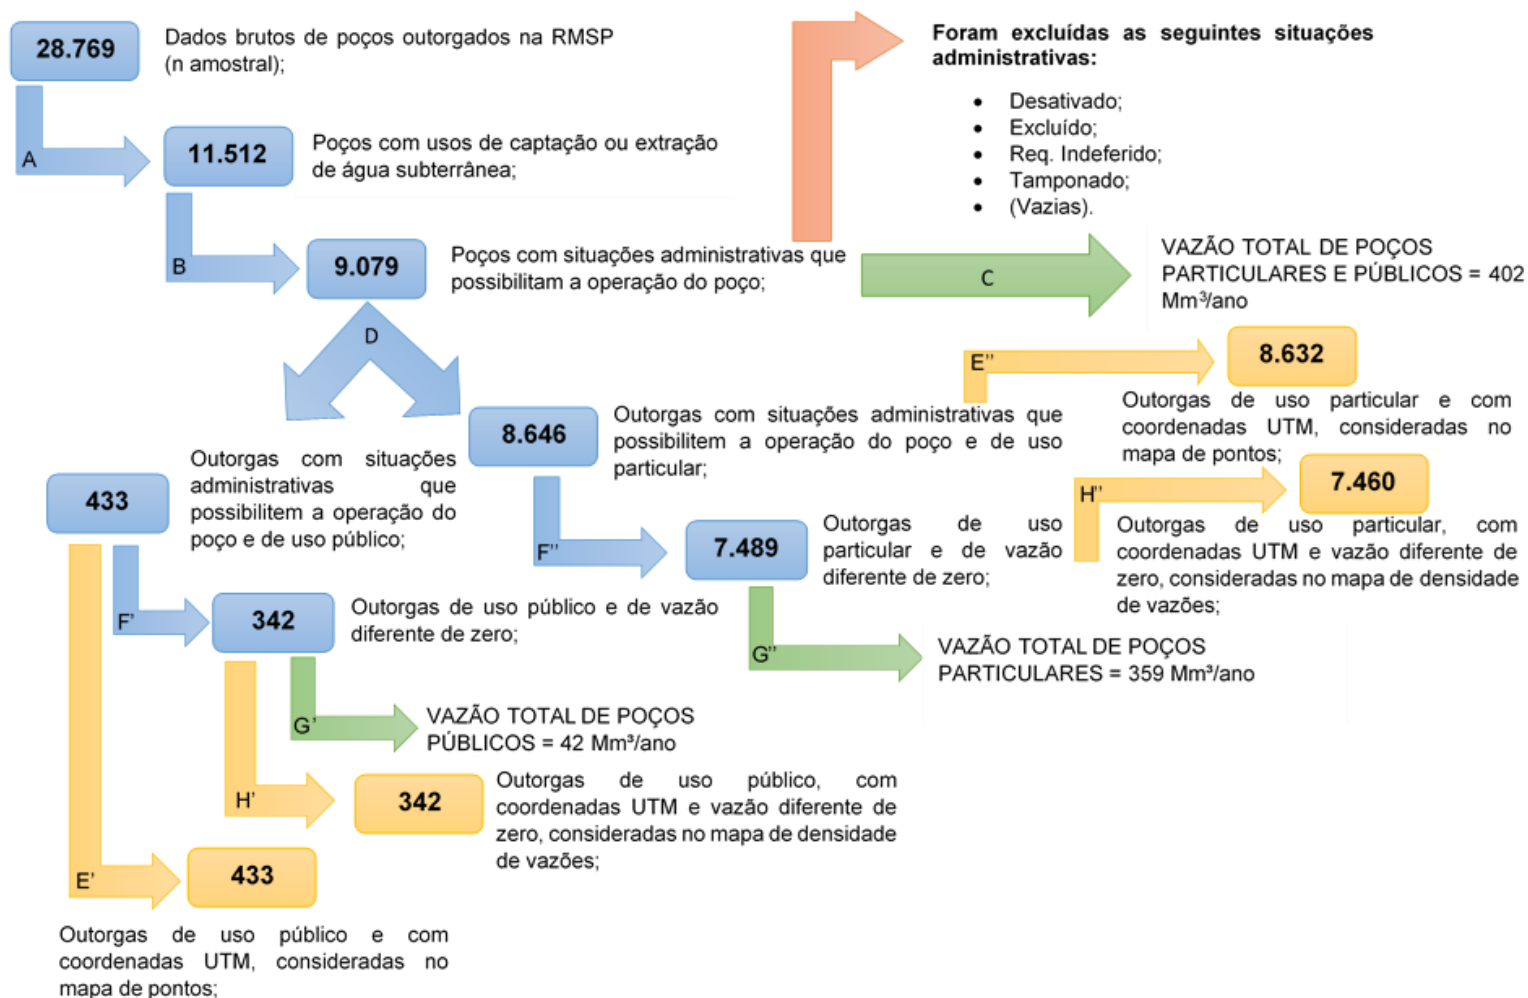 28.769
Dados brutos de poços outorgados na RMSP
(n amostral);
A
11.512
Poços com usos de captação ou extração
de água subterrânea;
B
9.079
Poços com situações administrativas que
possibilitam a operação do poço;
Foram excluídas as seguintes situações
administrativas:
• Desativado;
• Excluído;
• Req. Indeferido;
• Tamponado;
• (Vazias).
C
VAZÃO TOTAL DE POÇOS
PARTICULARES E PÚBLICOS = 402
Mm³/ano
D
8.646
Outorgas com situações administrativas que
possibilitem a operação do poço e de uso
particular;
E''
8.632
Outorgas de uso particular e com
coordenadas UTM, consideradas no
mapa de pontos;
433
Outorgas com situações
administrativas que
possibilitem a operação do
poço e de uso público;
F''
7.489
Outorgas de uso
particular e de vazão
diferente de zero;
H''
7.460
Outorgas de uso particular, com
coordenadas UTM e vazão diferente de
zero, consideradas no mapa de densidade
de vazões;
F'
342
Outorgas de uso público e de vazão
diferente de zero;
G''
VAZÃO TOTAL DE POÇOS
PARTICULARES = 359 Mm³/ano
G'
VAZÃO TOTAL DE POÇOS
PÚBLICOS = 42 Mm³/ano
H'
342
Outorgas de uso público, com
coordenadas UTM e vazão diferente de
zero, consideradas no mapa de densidade
de vazões;
E'
433
Outorgas de uso público e com
coordenadas UTM, consideradas no
mapa de pontos;